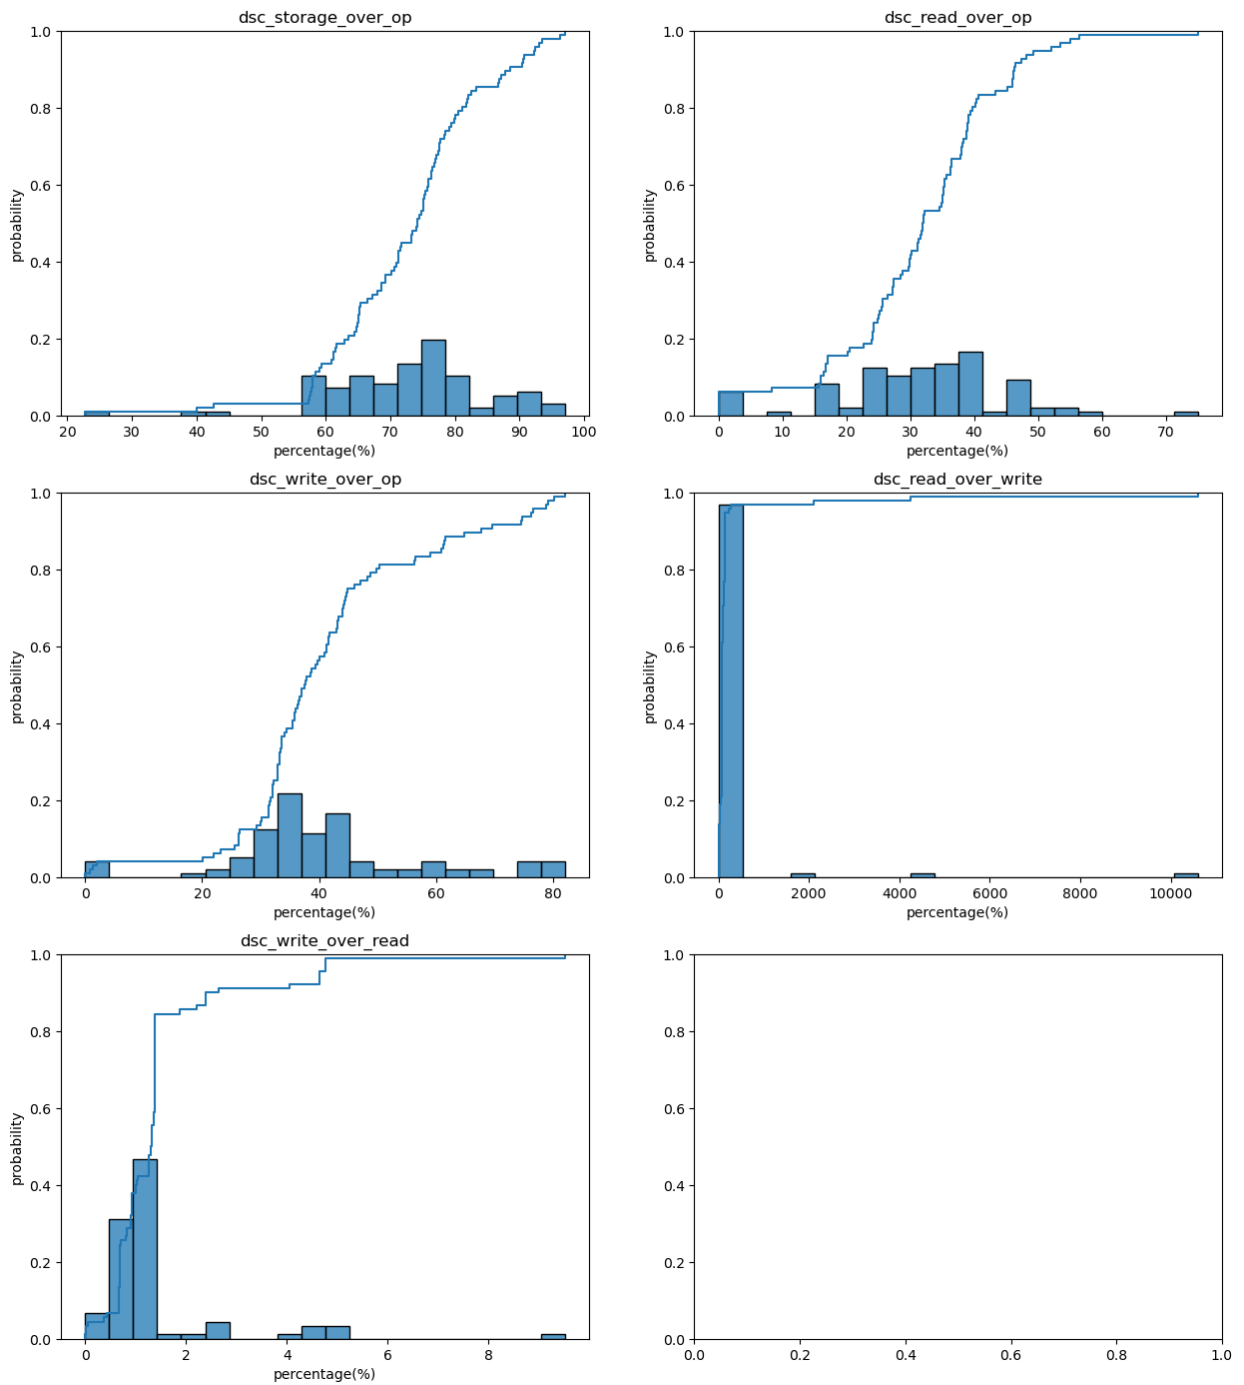 dsc_storage_over_op
1.0
0.8
0.6
0.4
0.2
0.0
probability
20 30 40 50 60 70 80 90 100
percentage(%)
dsc_read_over_op
1.0
0.8
0.6
0.4
0.2
0.0
probability
0 10 20 30 40 50 60 70
percentage(%)
dsc_write_over_op
1.0
0.8
0.6
0.4
0.2
0.0
probability
0 20 40 60 80
percentage(%)
dsc_read_over_write
1.0
0.8
0.6
0.4
0.2
0.0
probability
0 2000 4000 6000 8000 10000
percentage(%)
dsc_write_over_read
1.0
0.8
0.6
0.4
0.2
0.0
probability
0 2 4 6 8
percentage(%)
1.0
0.8
0.6
0.4
0.2
0.0
0.0 0.2 0.4 0.6 0.8 1.0